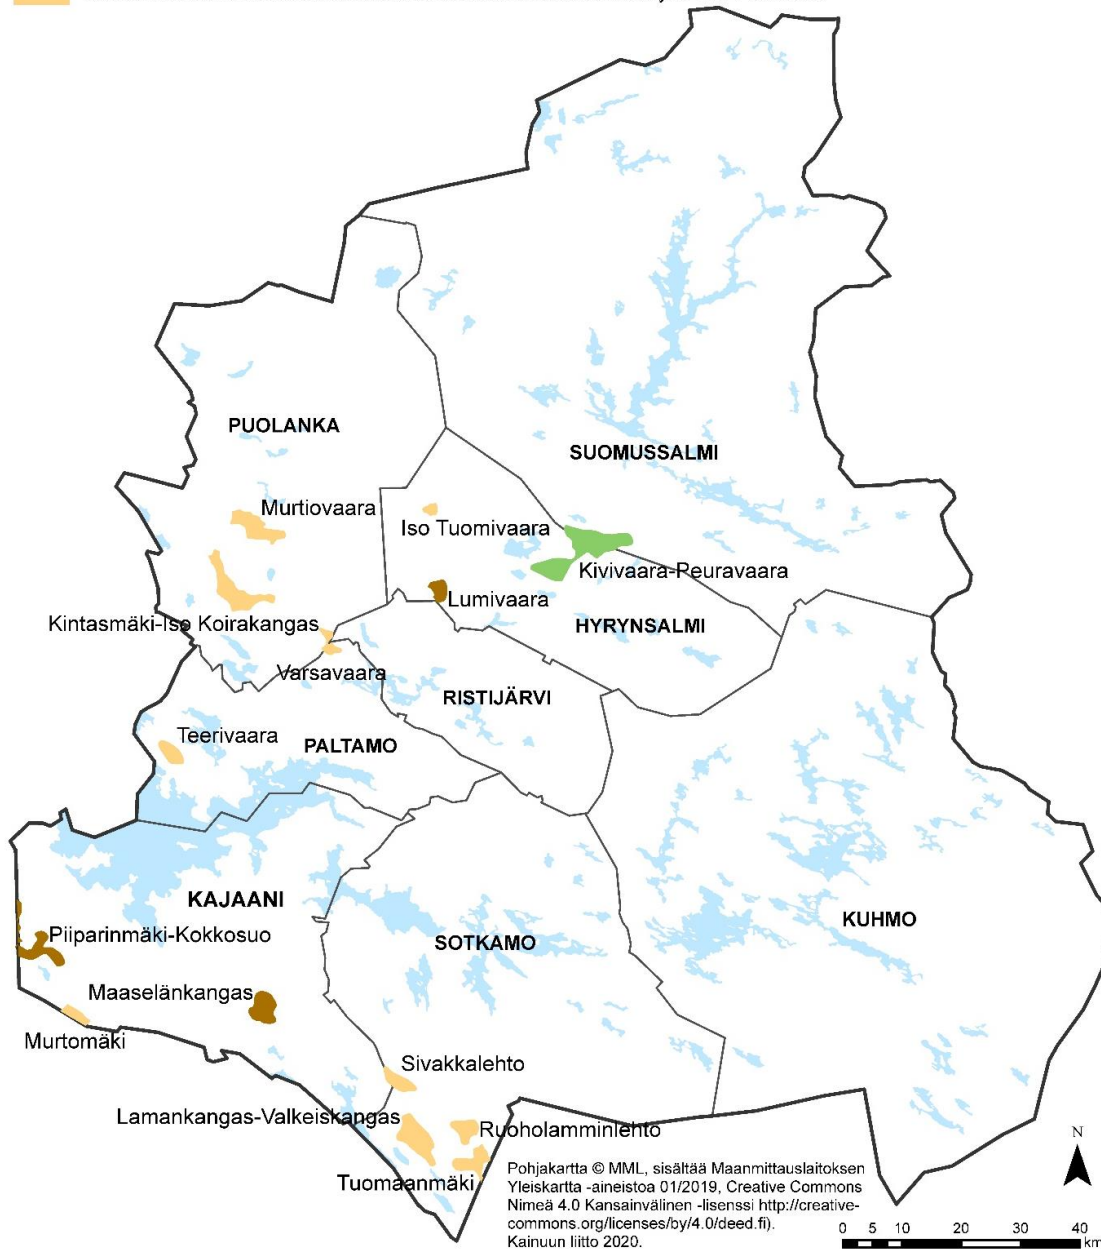 PUOLANKA
SUOMUSSALMI
Murtiovaara
Iso Tuomivaara
Kivivaara-Peuravaara
Lumivaara
Kintasmäki-Iso Koirakangas
HYRYNSALMI
Varsavaara
RISTIJÄRVI
Teerivaara
PALTAMO
KAJAANI
KUHMO
Piiparinmäki-Kokkosuo
SOTKAMO
Maaselänkangas
Murtomäki
Sivakkalehto
Lamankangas-Valkeiskangas
Ruoholamminlehto
Tuomaanmäki
N
Pohjakartta © MML, sisältää Maanmittauslaitoksen
Yleiskartta -aineistoa 01/2019, Creative Commons
Nimeä 4.0 Kansainvälinen -lisenssi http://creative-
commons.org/licenses/by/4.0/deed.fi).
Kainuun liitto 2020.
0 5 10 20 30 40
km